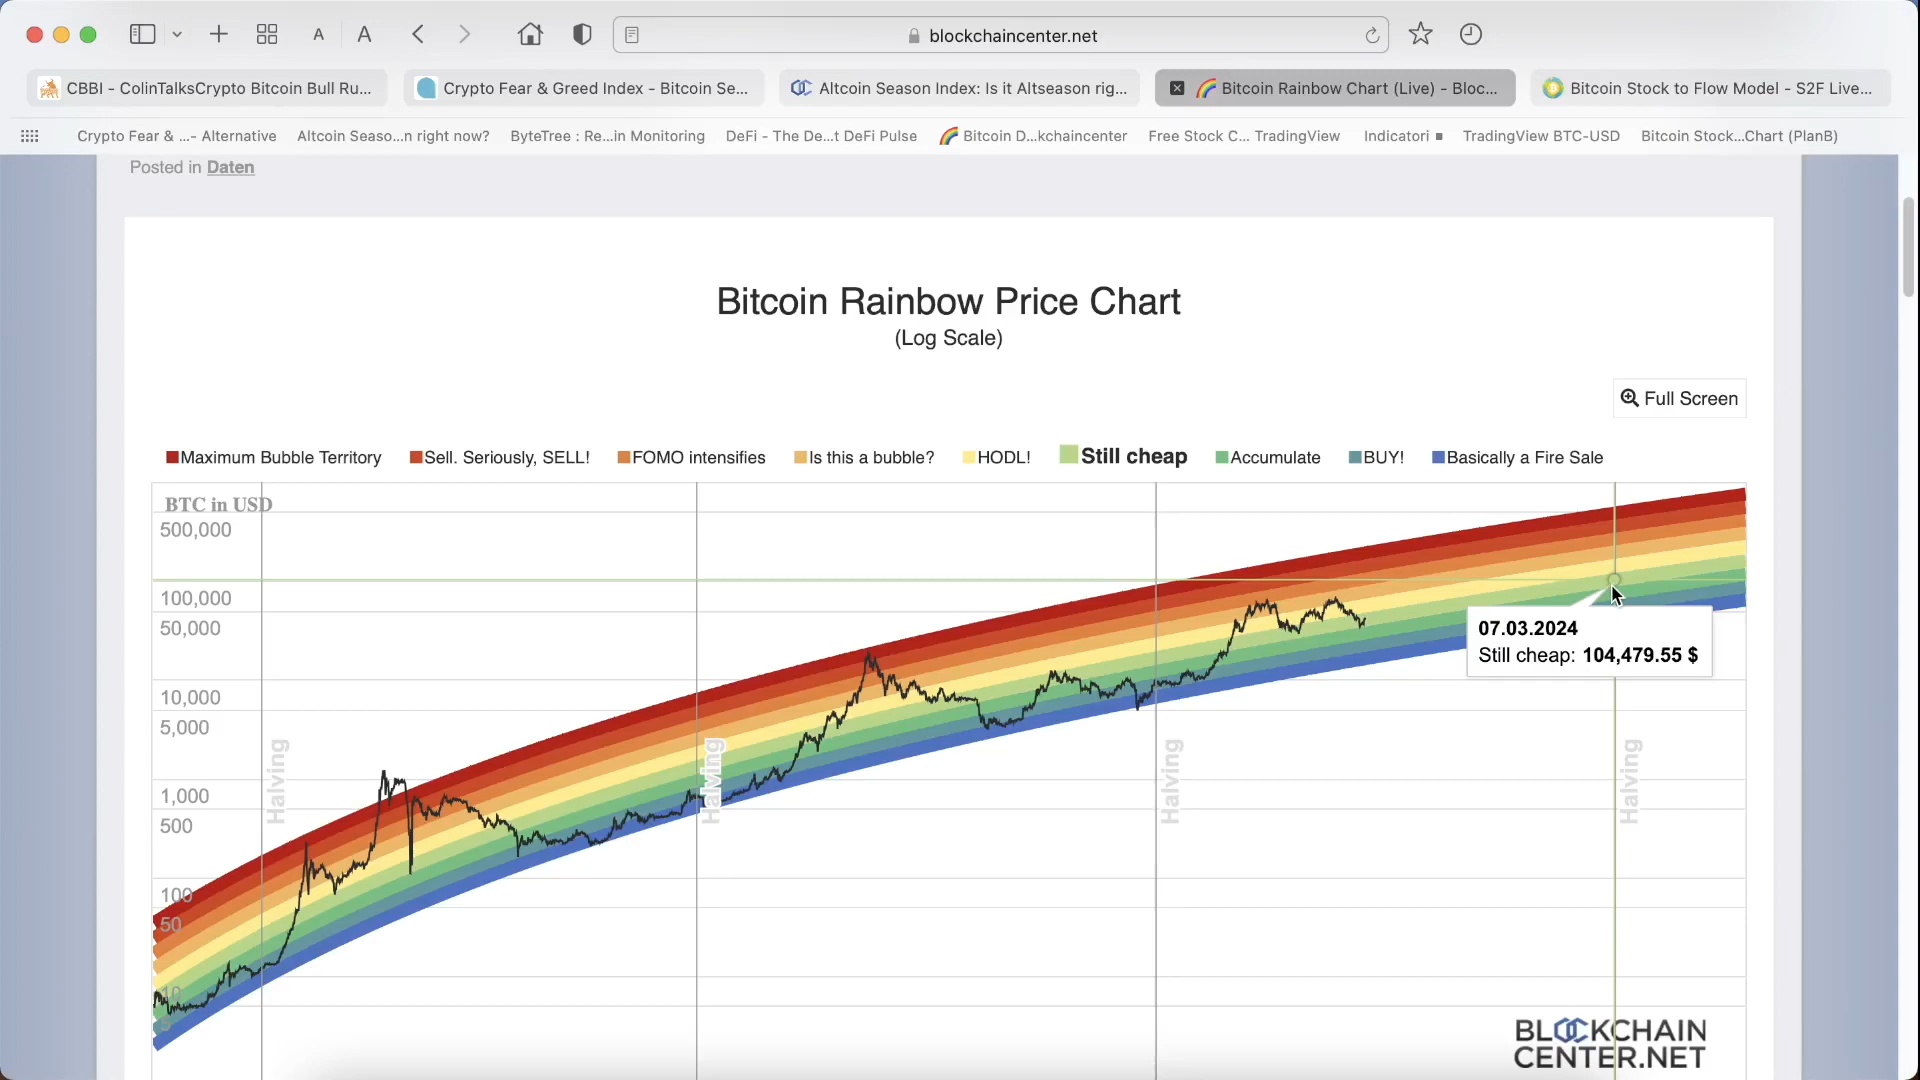 A
A
blockchaincenter.net
CBBI - ColinTalksCrypto Bitcoin Bull Ru...
Crypto Fear & Greed Index - Bitcoin Se...
Altcoin Season Index: Is it Altseason rig...
Bitcoin Rainbow Chart (Live) - Bloc...
Bitcoin Stock to Flow Model - S2F Live...
Crypto Fear & ...- Alternative
Altcoin Seaso...n right now?
ByteTree : Re...in Monitoring
DeFi - The De...t DeFi Pulse
Bitcoin D...kchaincenter
Free Stock C... TradingView
Indicatori
TradingView BTC-USD
Bitcoin Stock...Chart (PlanB)
Posted in Daten
Bitcoin Rainbow Price Chart
(Log Scale)
Full Screen
Maximum Bubble Territory
Sell. Seriously, SELL!
FOMO intensifies
Is this a bubble?
HODL!
Still cheap
Accumulate
BUY!
Basically a Fire Sale
BTC in USD
500,000
100,000
50,000
10,000
5,000
1,000
500
100
50
10
Halving
Halving
Halving
Halving
07.03.2024
Still cheap: 104,479.55 $
BLOCKCHAIN
CENTER.NET